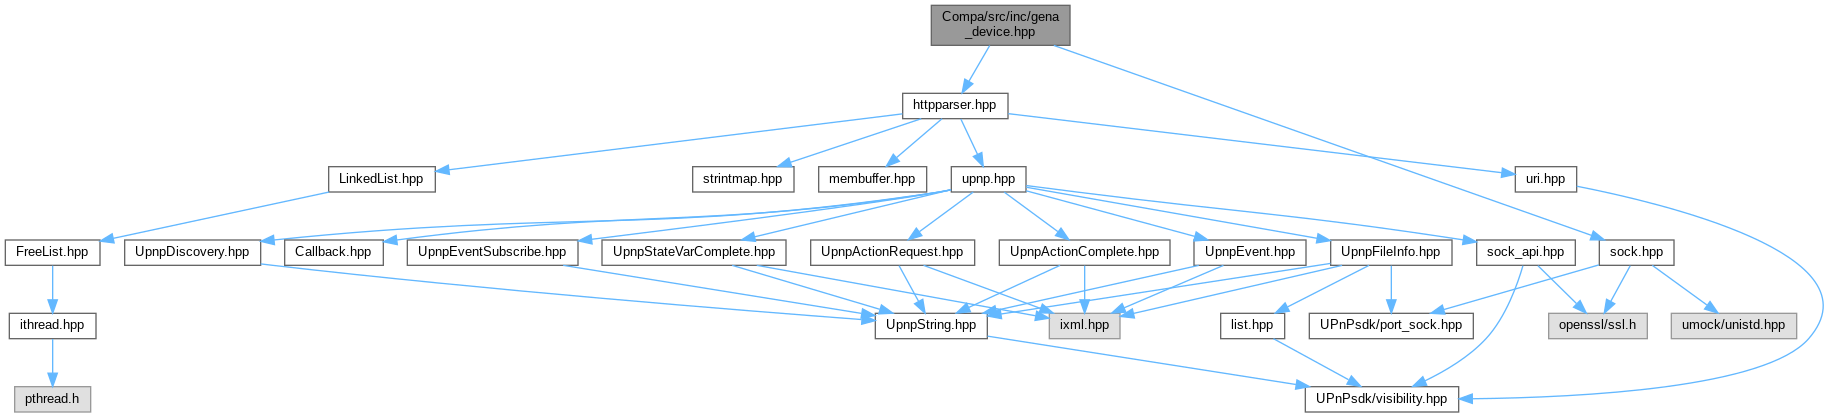 Compa/src/inc/gena
_device.hpp
httpparser.hpp
LinkedList.hpp
strintmap.hpp
membuffer.hpp
upnp.hpp
uri.hpp
FreeList.hpp
UpnpDiscovery.hpp
Callback.hpp
UpnpEventSubscribe.hpp
UpnpStateVarComplete.hpp
UpnpActionRequest.hpp
UpnpActionComplete.hpp
UpnpEvent.hpp
UpnpFileInfo.hpp
sock_api.hpp
sock.hpp
ithread.hpp
UpnpString.hpp
ixml.hpp
list.hpp
UPnPsdk/port_sock.hpp
openssl/ssl.h
umock/unistd.hpp
pthread.h
UPnPsdk/visibility.hpp